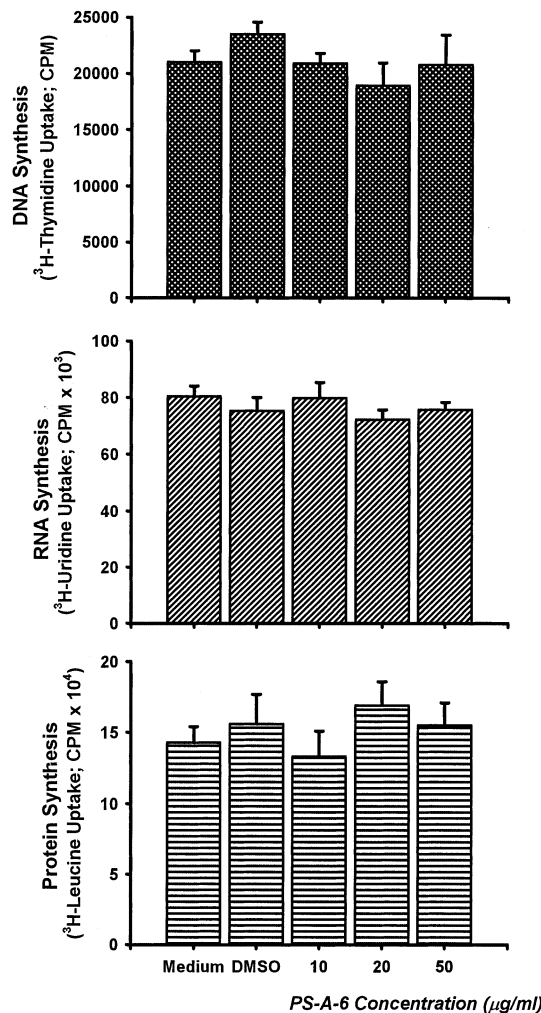 DNA Synthesis
(³H-Thymidine Uptake; CPM)
25000
20000
15000
10000
5000
0
RNA Synthesis
(³H-Uridine Uptake; CPM x 10³)
100
80
60
40
20
0
Protein Synthesis
(³H-Leucine Uptake; CPM x 10⁴)
20
15
10
5
0
Medium DMSO 10 20 50
PS-A-6 Concentration (µg/ml)